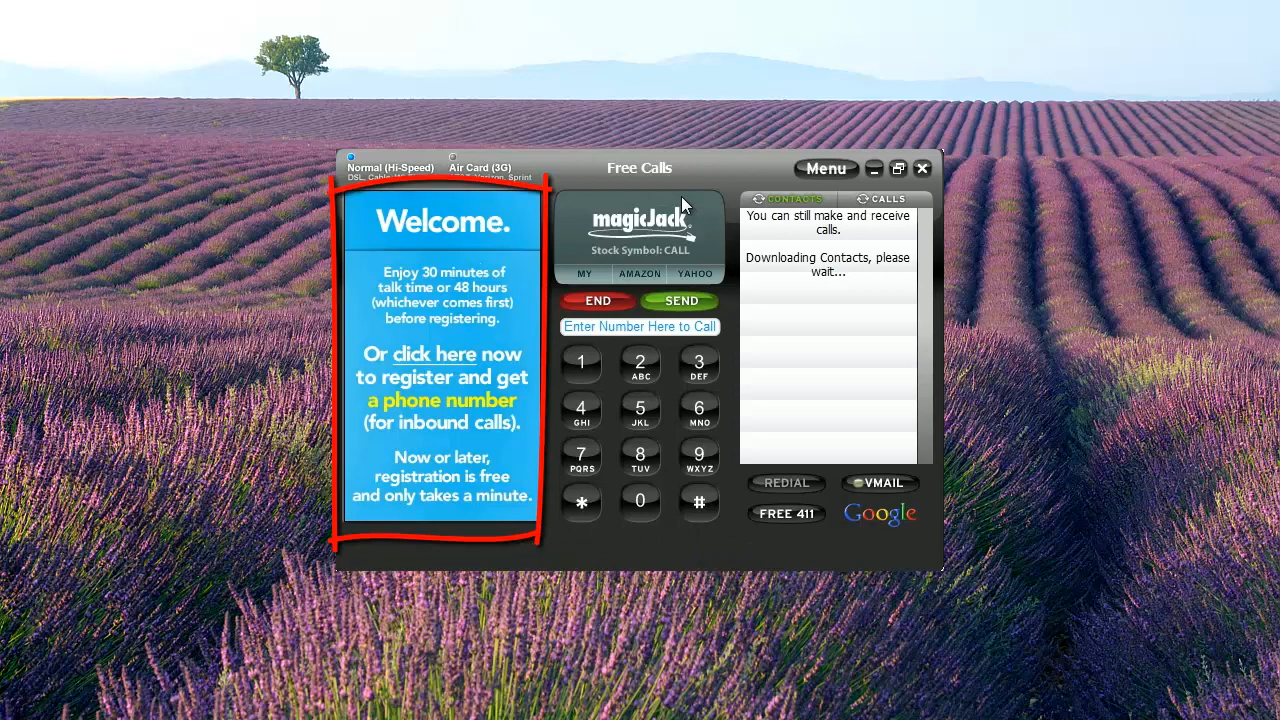 Normal (Hi-Speed)
Air Card (3G)
Free Calls
Menu
Sprint
Welcome.
Enjoy 30 minutes of
talk time or 48 hours
(whichever comes first)
before registering.
Or click here now
to register and get
a phone number
(for inbound calls).
Now or later,
registration is free
and only takes a minute.
magicJack
Stock Symbol: CALL
MY
AMAZON
YAHOO
END
SEND
Enter Number Here to Call
1
2
ABC
3
DEF
4
GHI
5
JKL
6
MNO
7
PQRS
8
TUV
9
WXYZ
*
0
#
CONTACTS
CALLS
You can still make and receive
calls.
Downloading Contacts, please
wait...
REDIAL
VMAIL
FREE 411
Google